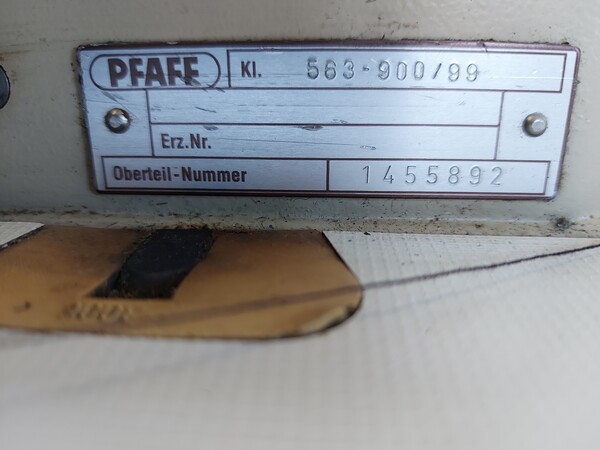 PFAFF Kl. 563-900/99
Erz.Nr.
Oberteil-Nummer 1455892